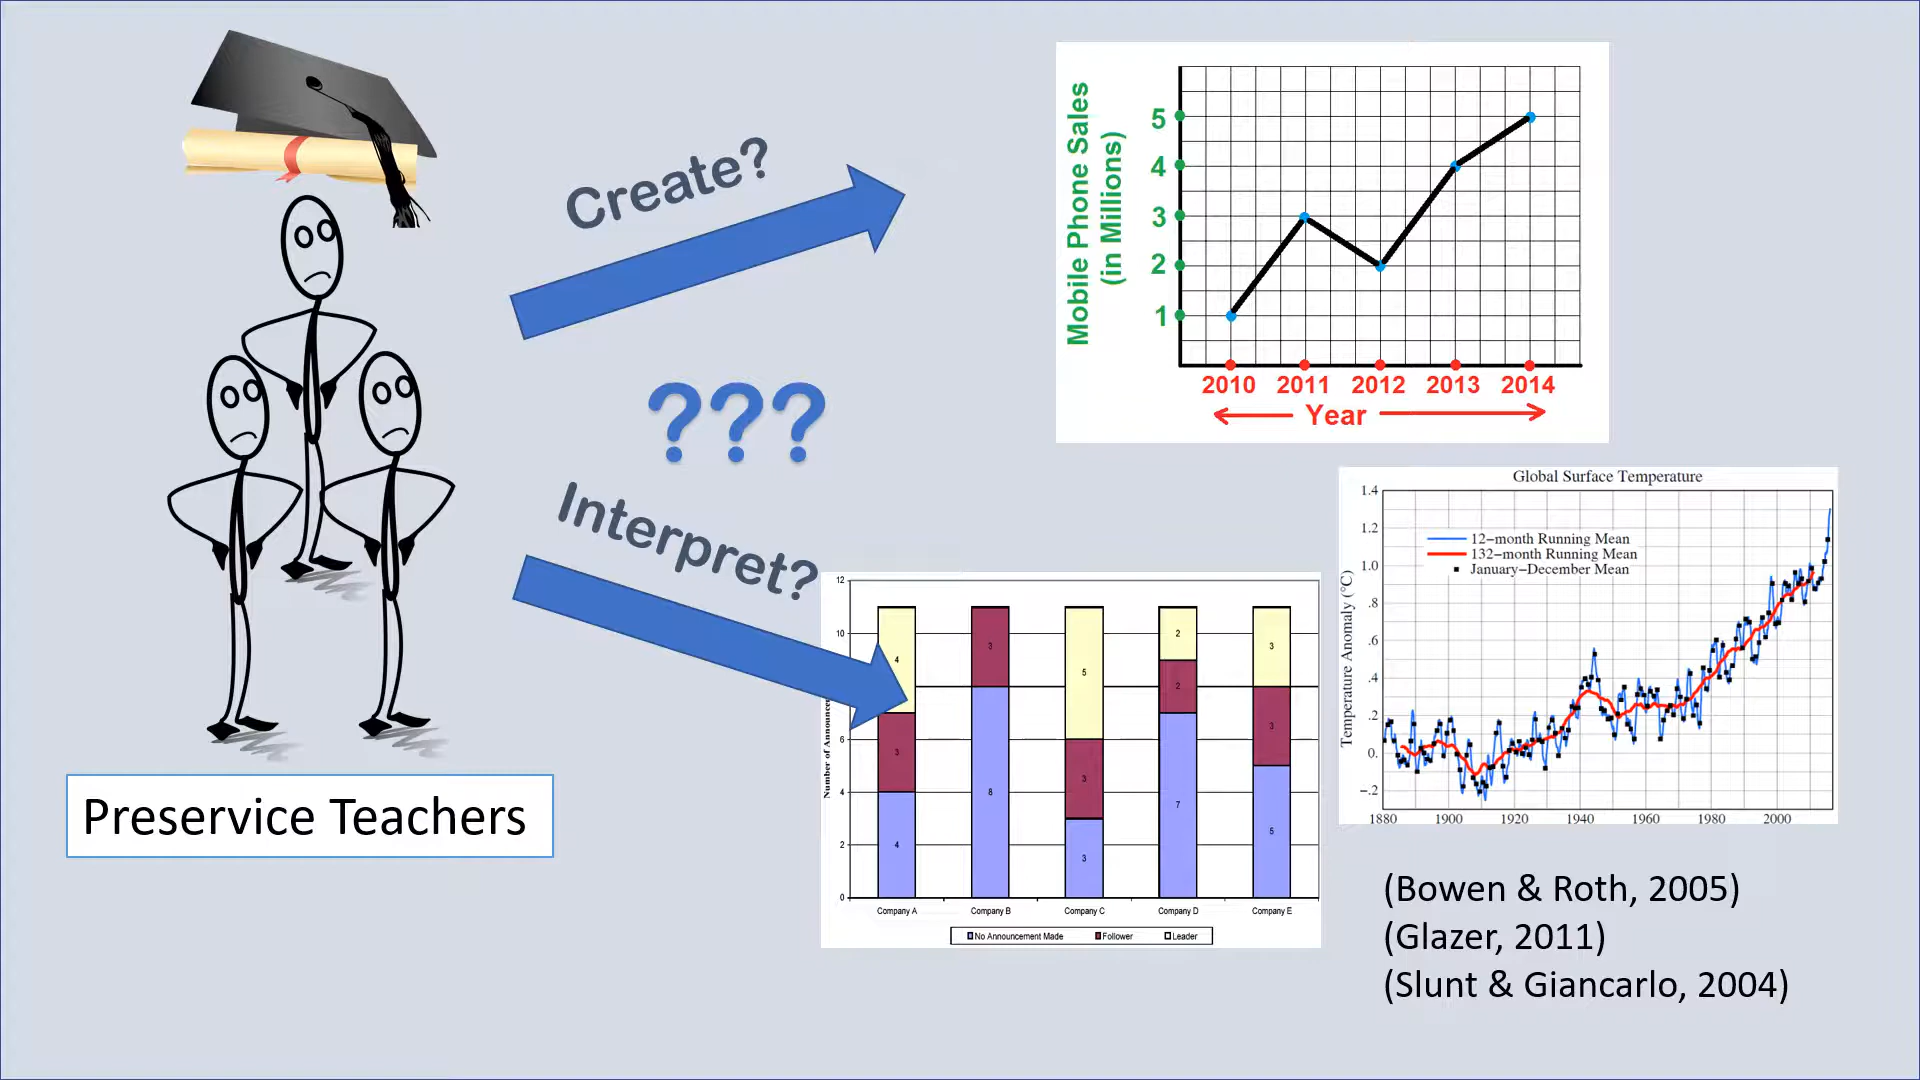 Create?
???
Interpret?
Preservice Teachers
Mobile Phone Sales
(in Millions)
5
4
3
2
1
2010 2011 2012 2013 2014
Year
Global Surface Temperature
Temperature Anomaly (°C)
1.4
1.2
1.0
.8
.6
.4
.2
0.
-.2
12-month Running Mean
132-month Running Mean
January-December Mean
1880 1900 1920 1940 1960 1980 2000
Number of
12
10
6
4
2
0
4 3 4
3 8
5 3 3
2 2 7
3 3 5
Company A Company B Company C Company D Company E
No Announcement Made Follower Leader
(Bowen & Roth, 2005)
(Glazer, 2011)
(Slunt & Giancarlo, 2004)